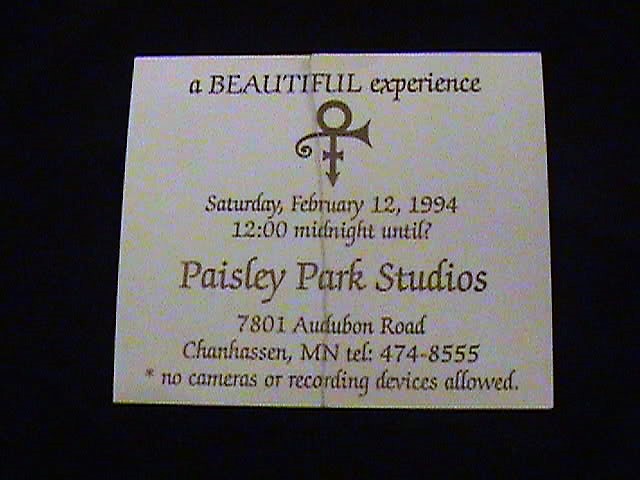 a BEAUTIFUL experience
Saturday, February 12, 1994
12:00 midnight until?
Paisley Park Studios
7801 Audubon Road
Chanhassen, MN tel: 474-8555
* no cameras or recording devices allowed.